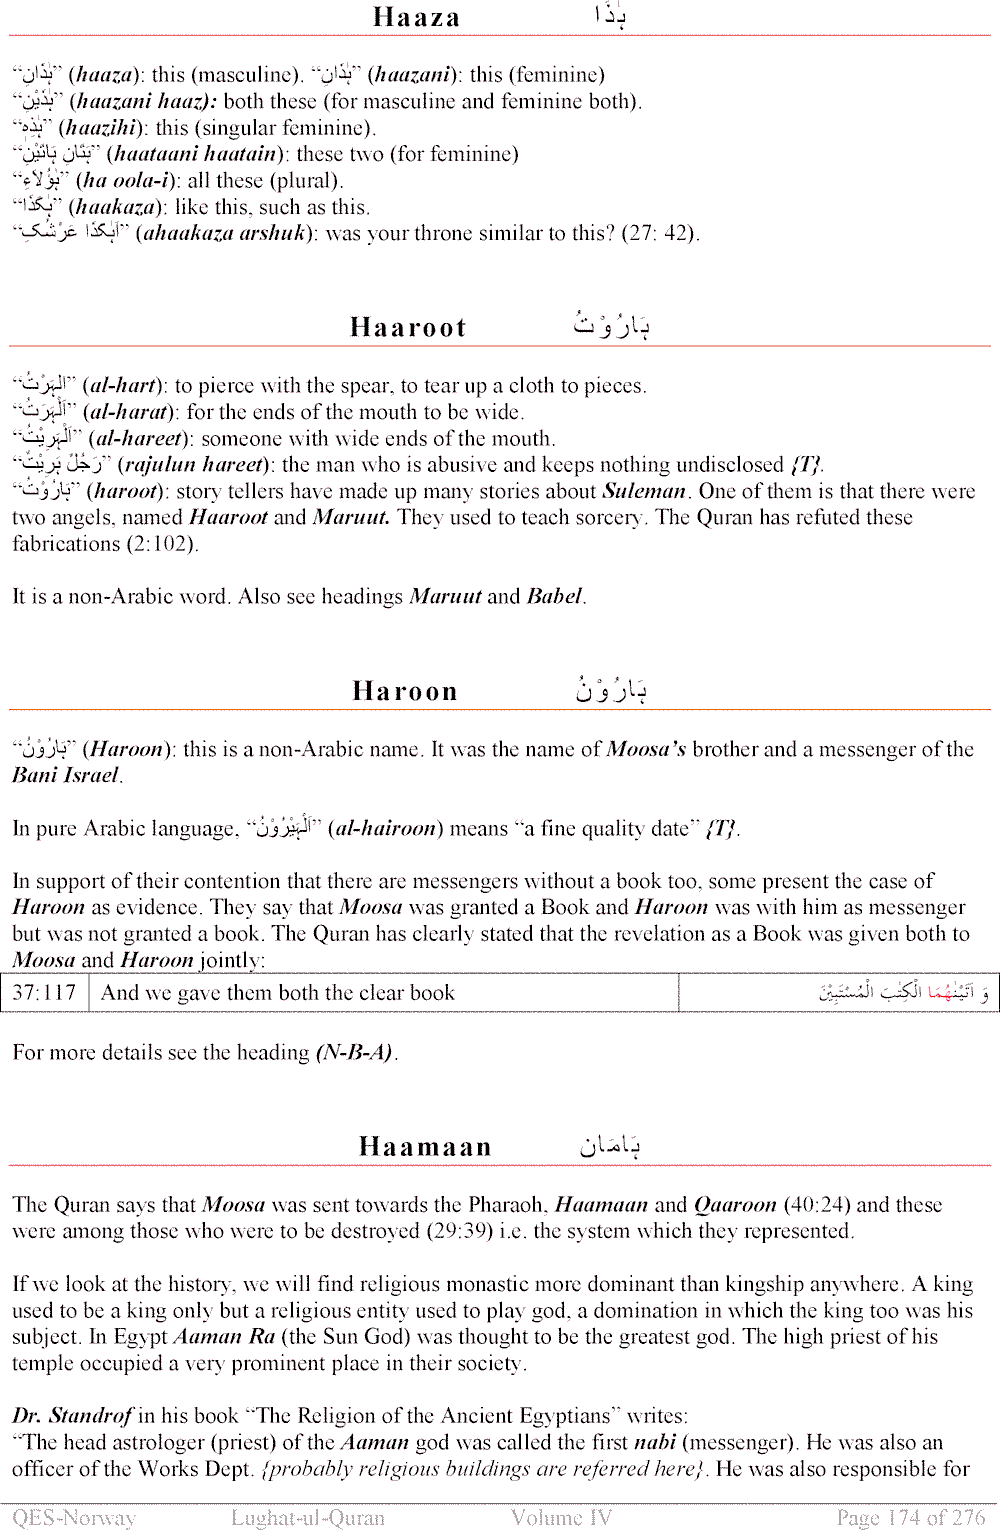 Haaza ہٰذَا
“ہٰذَانِ” (haaza): this (masculine). “ہٰذَانِ” (haazani): this (feminine)
“ہٰذَیْنِ” (haazani haaz): both these (for masculine and feminine both).
“ہٰذِہٖ” (haazihi): this (singular feminine).
“ہَتَّانِ ہَاتَیْنِ” (haataani haatain): these two (for feminine)
“ہٰؤُلَآءِ” (ha oola-i): all these (plural).
“ہٰکَذَا” (haakaza): like this, such as this.
“اَہٰکَذَا عَرْشُکِ” (ahaakaza arshuk): was your throne similar to this? (27: 42).
Haaroot ہَارُوْتُ
“الْہَرْتُ” (al-hart): to pierce with the spear, to tear up a cloth to pieces.
“اَلْہَرَتُ” (al-harat): for the ends of the mouth to be wide.
“اَلْہَرِیْتُ” (al-hareet): someone with wide ends of the mouth.
“رَجُلٌ ہَرِیْتٌ” (rajulun hareet): the man who is abusive and keeps nothing undisclosed {T}.
“ہَارُوْتُ” (haroot): story tellers have made up many stories about Suleman. One of them is that there were
two angels, named Haaroot and Maruut. They used to teach sorcery. The Quran has refuted these
fabrications (2:102).
It is a non-Arabic word. Also see headings Maruut and Babel.
Haroon ہَارُوْنُ
“ہَارُوْنُ” (Haroon): this is a non-Arabic name. It was the name of Moosa’s brother and a messenger of the
Bani Israel.
In pure Arabic language, “اَلْہَیْرُوْنُ” (al-hairoon) means “a fine quality date” {T}.
In support of their contention that there are messengers without a book too, some present the case of
Haroon as evidence. They say that Moosa was granted a Book and Haroon was with him as messenger
but was not granted a book. The Quran has clearly stated that the revelation as a Book was given both to
Moosa and Haroon jointly:
37:117 And we gave them both the clear book وَ اٰتَیْنٰہُمَا الْکِتٰبَ الْمُسْتَبِیْنَ
For more details see the heading (N-B-A).
Haamaan ہَامَان
The Quran says that Moosa was sent towards the Pharaoh, Haamaan and Qaaroon (40:24) and these
were among those who were to be destroyed (29:39) i.e. the system which they represented.
If we look at the history, we will find religious monastic more dominant than kingship anywhere. A king
used to be a king only but a religious entity used to play god, a domination in which the king too was his
subject. In Egypt Aaman Ra (the Sun God) was thought to be the greatest god. The high priest of his
temple occupied a very prominent place in their society.
Dr. Standrof in his book “The Religion of the Ancient Egyptians” writes:
“The head astrologer (priest) of the Aaman god was called the first nabi (messenger). He was also an
officer of the Works Dept. {probably religious buildings are referred here}. He was also responsible for
QES-Norway Lughat-ul-Quran Volume IV Page 174 of 276